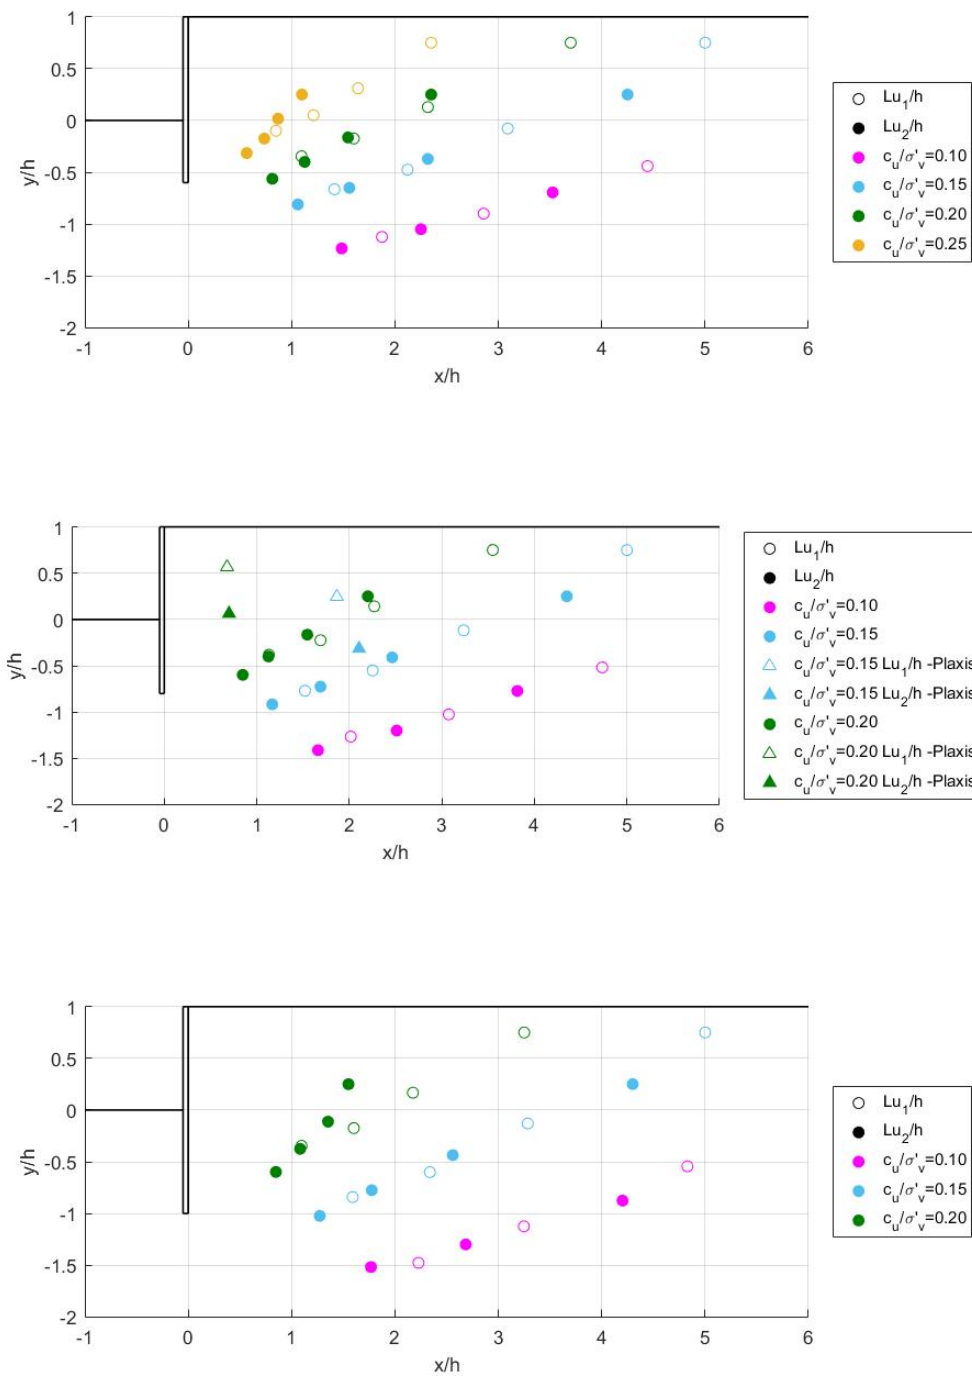 1
0.5
0
-0.5
-1
-1.5
-2
y/h
-1 0 1 2 3 4 5 6
x/h
Lu1/h
Lu2/h
cu/σ'v=0.10
cu/σ'v=0.15
cu/σ'v=0.20
cu/σ'v=0.25
1
0.5
0
-0.5
-1
-1.5
-2
y/h
-1 0 1 2 3 4 5 6
x/h
Lu1/h
Lu2/h
cu/σ'v=0.10
cu/σ'v=0.15
cu/σ'v=0.15 Lu1/h -Plaxis
cu/σ'v=0.15 Lu2/h -Plaxis
cu/σ'v=0.20
cu/σ'v=0.20 Lu1/h -Plaxis
cu/σ'v=0.20 Lu2/h -Plaxis
1
0.5
0
-0.5
-1
-1.5
-2
y/h
-1 0 1 2 3 4 5 6
x/h
Lu1/h
Lu2/h
cu/σ'v=0.10
cu/σ'v=0.15
cu/σ'v=0.20